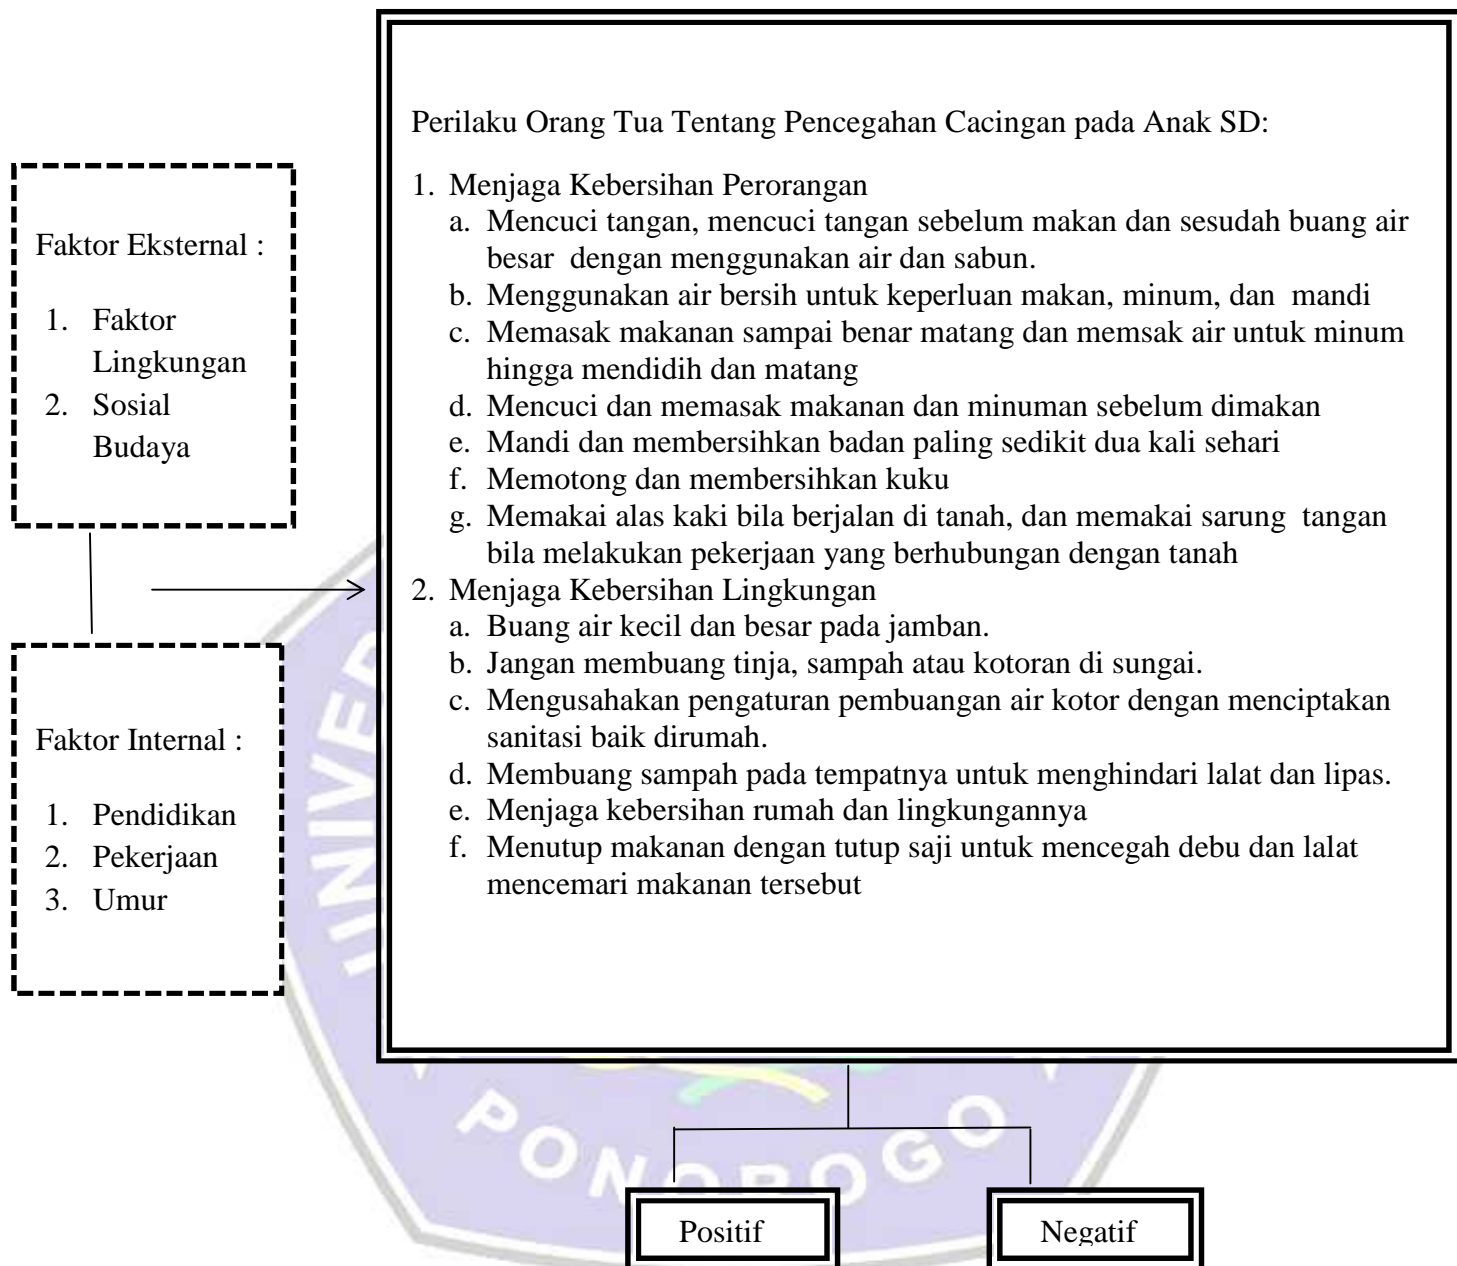 Perilaku Orang Tua Tentang Pencegahan Cacingan pada Anak SD:
1. Menjaga Kebersihan Perorangan
a. Mencuci tangan, mencuci tangan sebelum makan dan sesudah buang air
besar dengan menggunakan air dan sabun.
b. Menggunakan air bersih untuk keperluan makan, minum, dan mandi
c. Memasak makanan sampai benar matang dan memsak air untuk minum
hingga mendidih dan matang
d. Mencuci dan memasak makanan dan minuman sebelum dimakan
e. Mandi dan membersihkan badan paling sedikit dua kali sehari
f. Memotong dan membersihkan kuku
g. Memakai alas kaki bila berjalan di tanah, dan memakai sarung tangan
bila melakukan pekerjaan yang berhubungan dengan tanah
2. Menjaga Kebersihan Lingkungan
a. Buang air kecil dan besar pada jamban.
b. Jangan membuang tinja, sampah atau kotoran di sungai.
c. Mengusahakan pengaturan pembuangan air kotor dengan menciptakan
sanitasi baik dirumah.
d. Membuang sampah pada tempatnya untuk menghindari lalat dan lipas.
e. Menjaga kebersihan rumah dan lingkungannya
f. Menutup makanan dengan tutup saji untuk mencegah debu dan lalat
mencemari makanan tersebut
Faktor Eksternal :
1. Faktor
Lingkungan
2. Sosial
Budaya
Faktor Internal :
1. Pendidikan
2. Pekerjaan
3. Umur
PONOROGO
Positif
Negatif